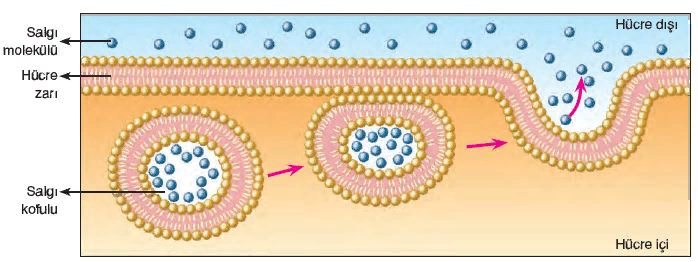 Salgı
molekülü
Hücre
zarı
Salgı
kofulu
Hücre dışı
Hücre içi